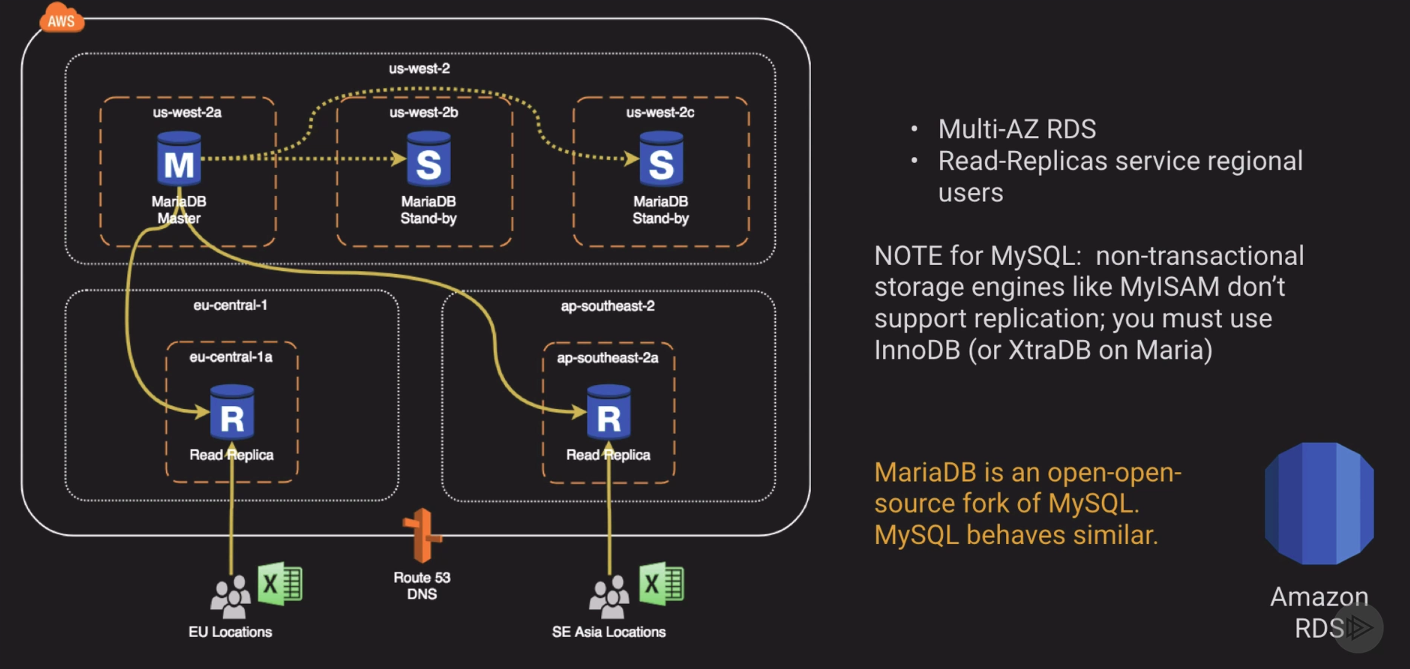 AWS
us-west-2
us-west-2a
us-west-2b
us-west-2c
M
S
S
MariaDB
Master
MariaDB
Stand-by
MariaDB
Stand-by
eu-central-1
ap-southeast-2
eu-central-1a
ap-southeast-2a
R
R
Read Replica
Read Replica
Route 53
DNS
X
X
EU Locations
SE Asia Locations
• Multi-AZ RDS
• Read-Replicas service regional
users
NOTE for MySQL: non-transactional
storage engines like MyISAM don’t
support replication; you must use
InnoDB (or XtraDB on Maria)
MariaDB is an open-open-
source fork of MySQL.
MySQL behaves similar.
Amazon
RDS